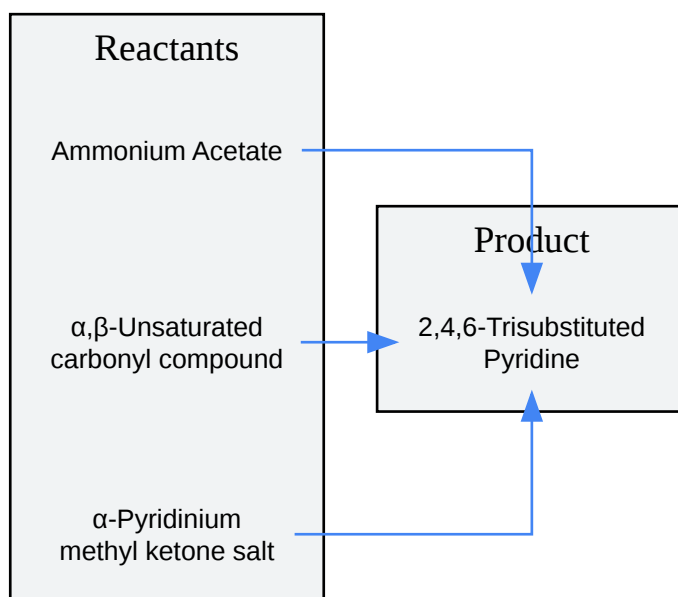 Reactants
Ammonium Acetate
α,β-Unsaturated
carbonyl compound
α-Pyridinium
methyl ketone salt
Product
2,4,6-Trisubstituted
Pyridine